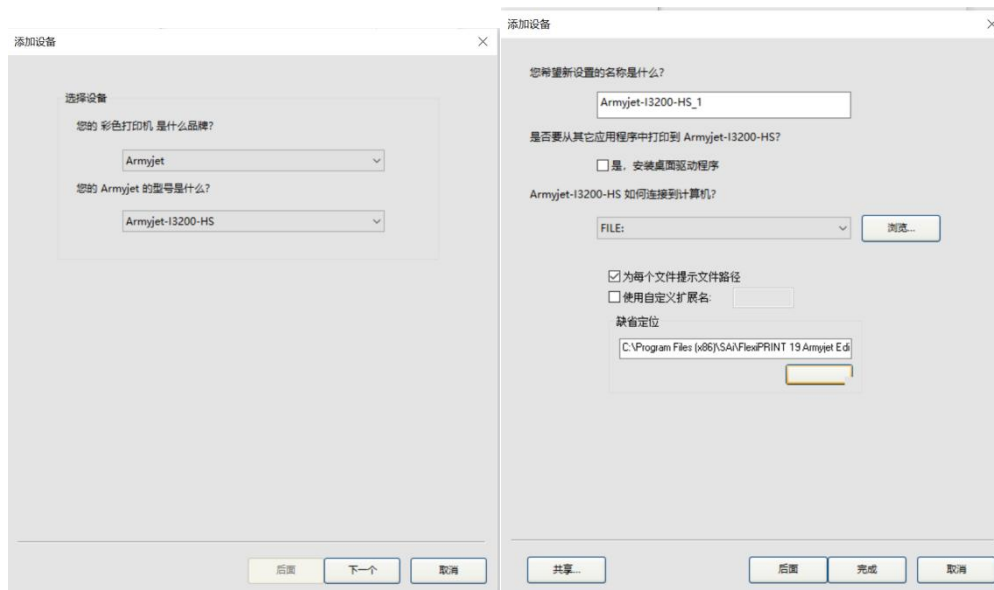 添加设备
选择设备
您的 彩色打印机 是什么品牌?
Armyjet
您的 Armyjet 的型号是什么?
Armyjet-I3200-HS
后面
下一个
取消
添加设备
您希望新设置的名称是什么?
Armyjet-I3200-HS_1
是否要从其它应用程序中打印到 Armyjet-I3200-HS?
是，安装桌面驱动程序
Armyjet-I3200-HS 如何连接到计算机?
FILE:
浏览...
为每个文件提示文件路径
使用自定义扩展名:
缺省定位
C:\Program Files (x86)\SAi\FlexiPRINT 19 Armyjet Edi
共享...
后面
完成
取消